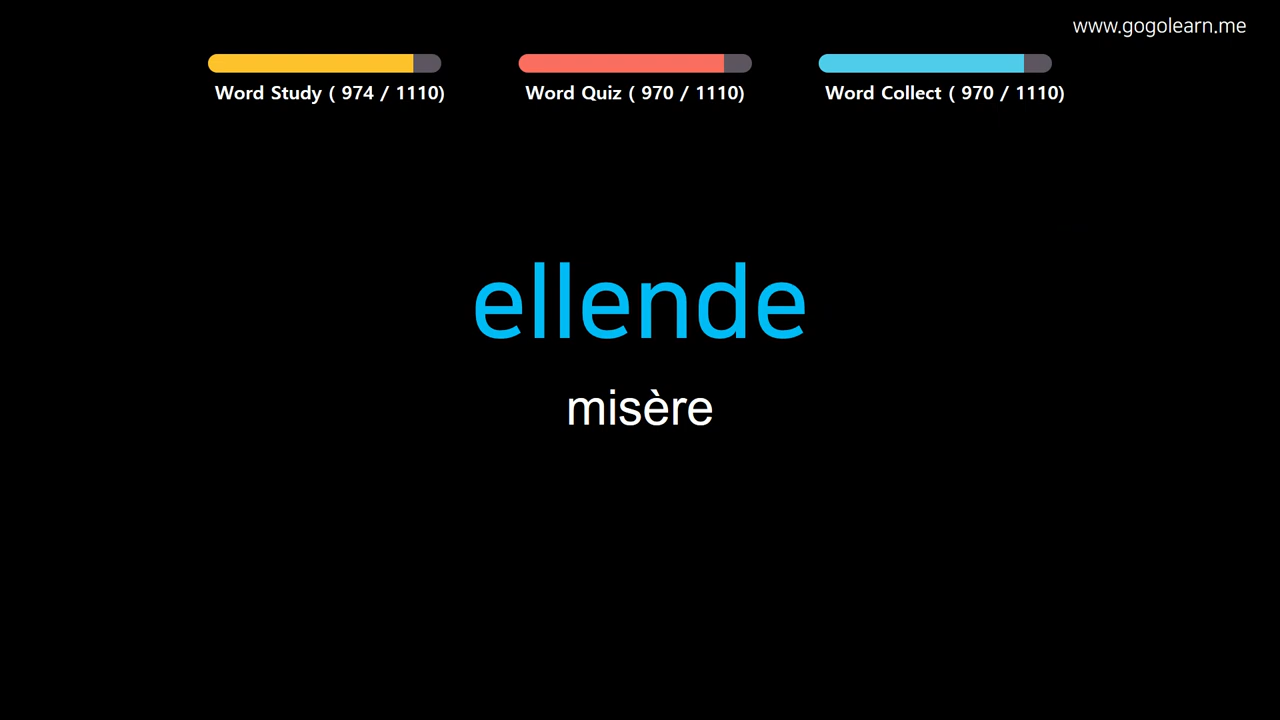 www.gogolearn.me
Word Study ( 974 / 1110)
Word Quiz ( 970 / 1110)
Word Collect ( 970 / 1110)
ellende
misère